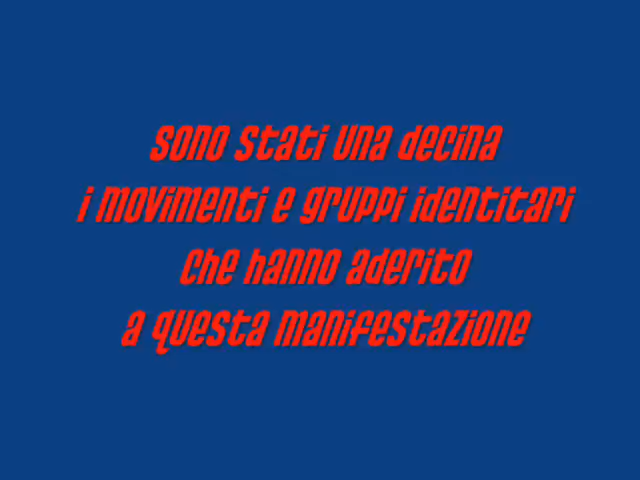 sono stati una decina
i movimenti e gruppi identitari
che hanno aderito
a questa manifestazione